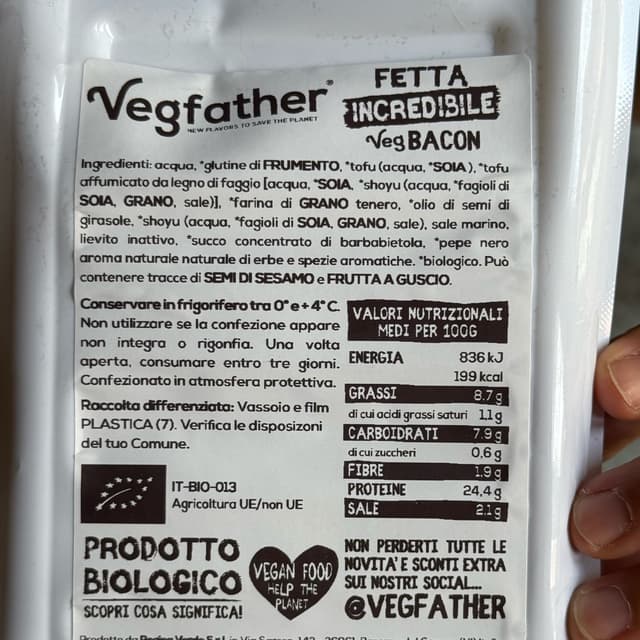 Vegfather®
NEW FLAVORS TO SAVE THE PLANET
FETTA
INCREDIBILE
VegBACON
Ingredienti: acqua, *glutine di FRUMENTO, *tofu (acqua, *SOIA ), *tofu
affumicato da legno di faggio [acqua, *SOIA, *shoyu (acqua, *fagioli di
SOIA, GRANO, sale)], *farina di GRANO tenero, *olio di semi di
girasole, *shoyu (acqua, *fagioli di SOIA, GRANO, sale), sale marino,
lievito inattivo, *succo concentrato di barbabietola, *pepe nero
aroma naturale naturale di erbe e spezie aromatiche. *biologico. Può
contenere tracce di SEMI DI SESAMO e FRUTTA A GUSCIO.
Conservare in frigorifero tra 0° e + 4° C.
Non utilizzare se la confezione appare
non integra o rigonfia. Una volta
aperta, consumare entro tre giorni.
Confezionato in atmosfera protettiva.
Raccolta differenziata: Vassoio e film
PLASTICA (7). Verifica le disposizioni
del tuo Comune.
VALORI NUTRIZIONALI
MEDI PER 100G
ENERGIA 836 kJ
199 kcal
GRASSI 8.7 g
di cui acidi grassi saturi 1,1 g
CARBOIDRATI 7.9 g
di cui zuccheri 0,6 g
FIBRE 1.9 g
PROTEINE 24,4 g
SALE 2.1 g
IT-BIO-013
Agricoltura UE/non UE
PRODOTTO
BIOLOGICO
SCOPRI COSA SIGNIFICA!
VEGAN FOOD
HELP THE
PLANET
NON PERDERTI TUTTE LE
NOVITA' E SCONTI EXTRA
SUI NOSTRI SOCIAL...
@VEGFATHER